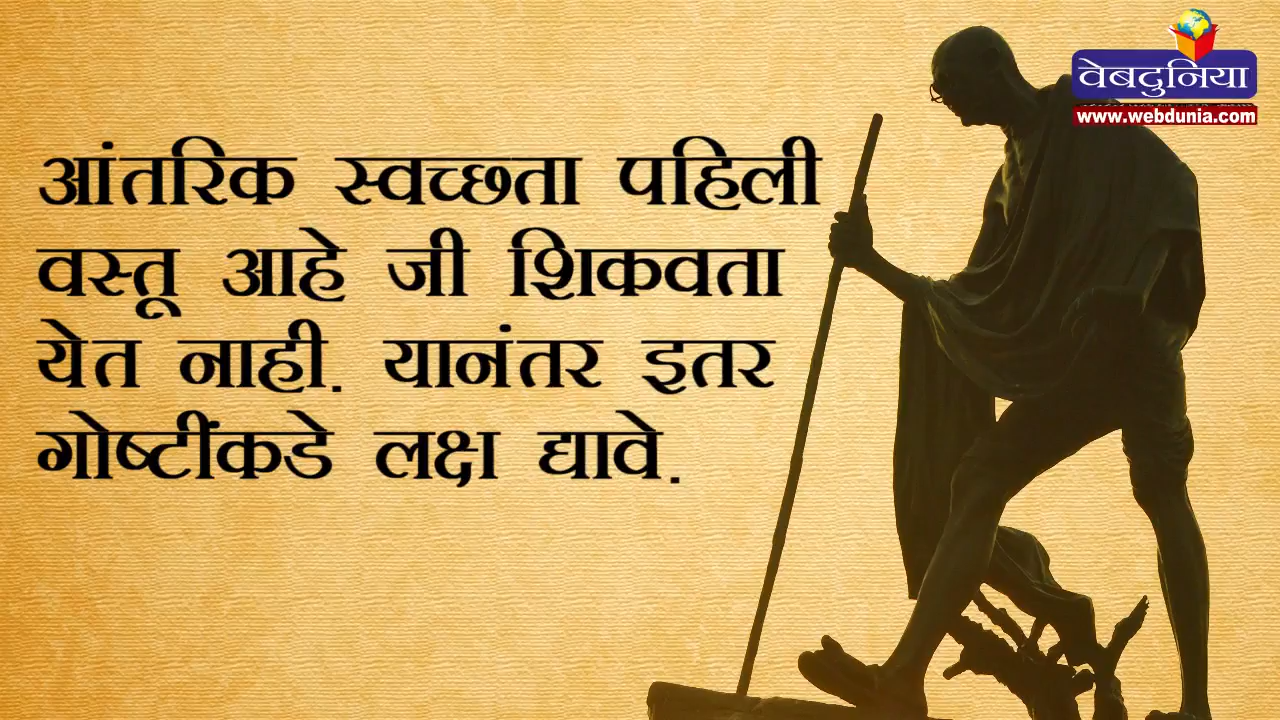 वेबदुनिया
www.webdunia.com
आंतरिक स्वच्छता पहिली
वस्तू आहे जी शिकवता
येत नाही. यानंतर इतर
गोष्टींकडे लक्ष द्यावे.